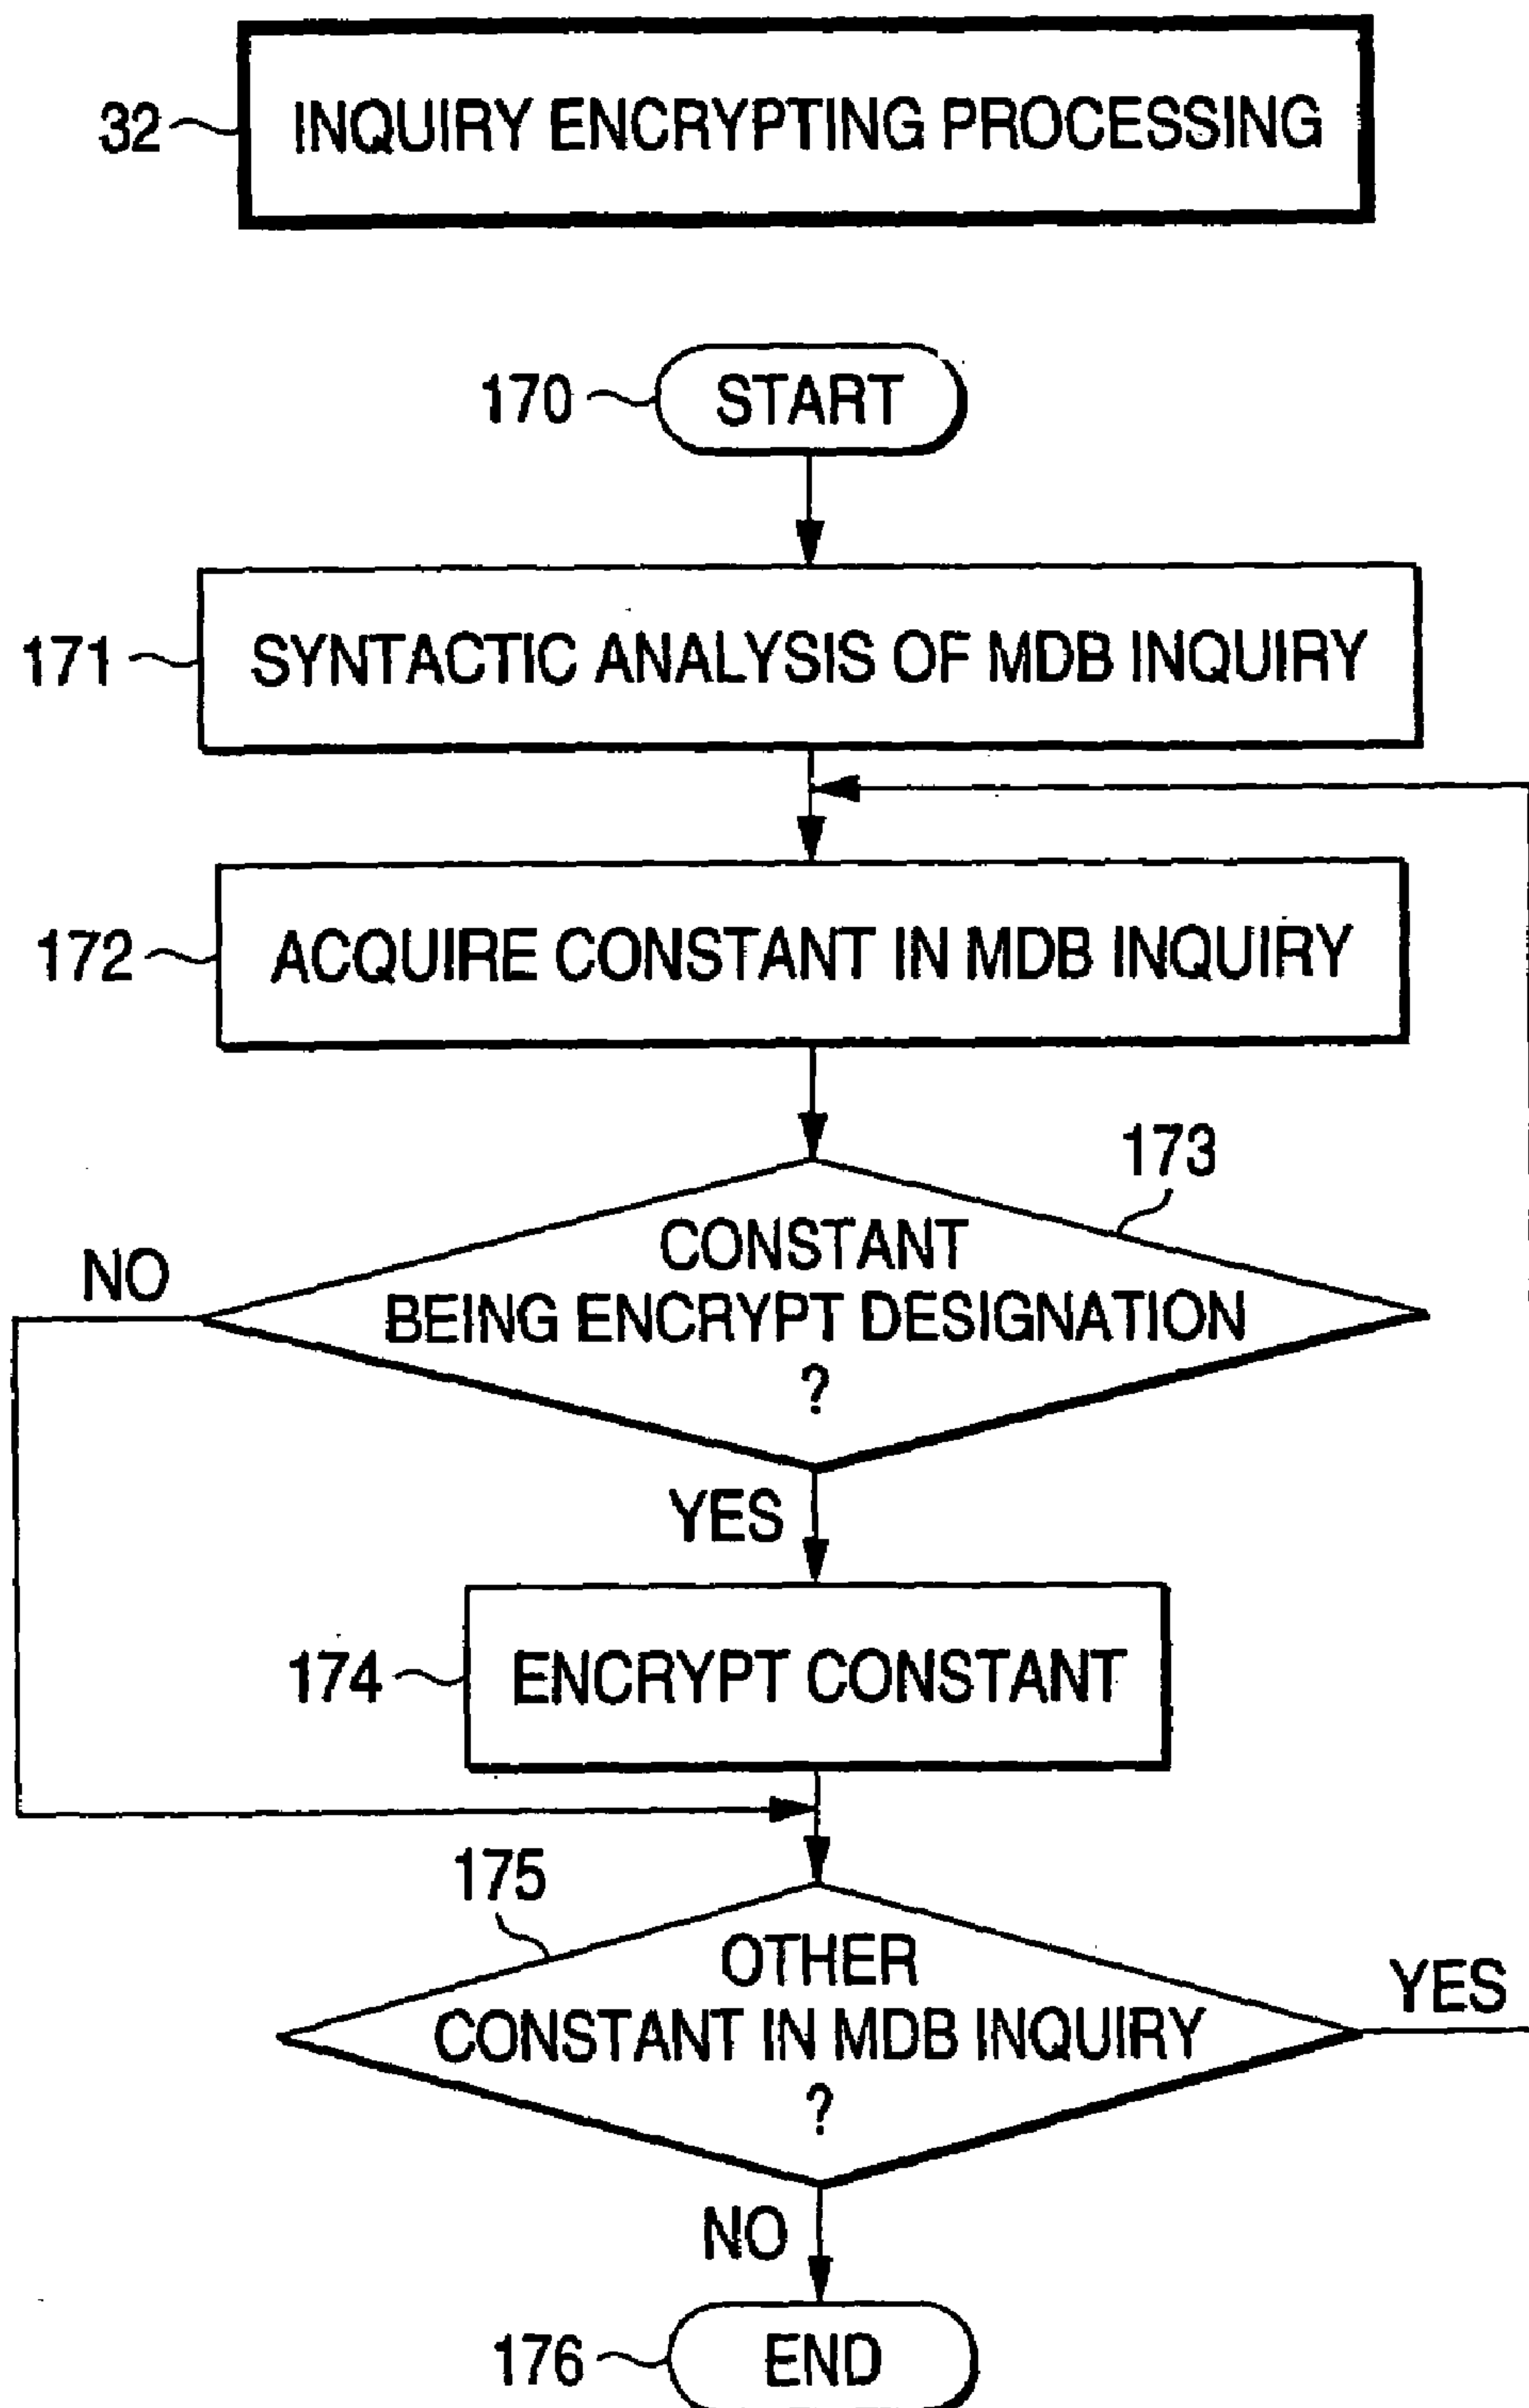 32 INQUIRY ENCRYPTING PROCESSING
170 START
171 SYNTACTIC ANALYSIS OF MDB INQUIRY
172 ACQUIRE CONSTANT IN MDB INQUIRY
173
CONSTANT
NO
BEING ENCRYPT DESIGNATION
?
YES
174 ENCRYPT CONSTANT
175
OTHER
YES
CONSTANT IN MDB INQUIRY
?
NO
176 END